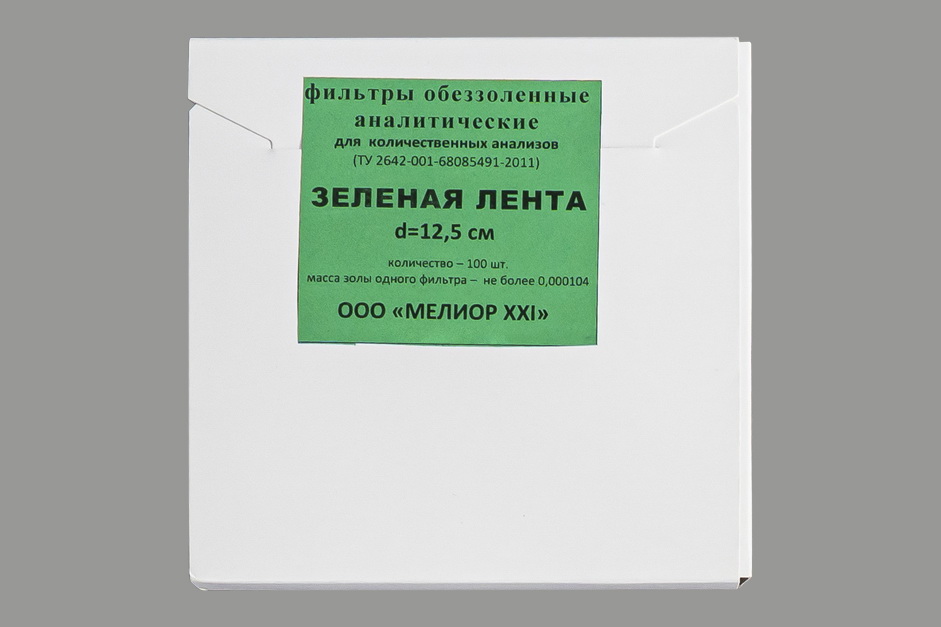 фильтры обеззоленные
аналитические
для количественных анализов
(ТУ 2642-001-68085491-2011)
ЗЕЛЕНАЯ ЛЕНТА
d=12,5 см
количество – 100 шт.
масса золы одного фильтра – не более 0,000104
ООО «МЕЛИОР XXI»